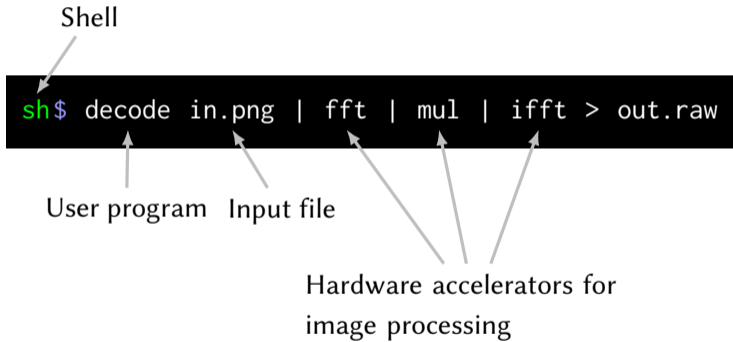 Shell
sh$ decode in.png | fft | mul | ifft > out.raw
User program
Input file
Hardware accelerators for
image processing